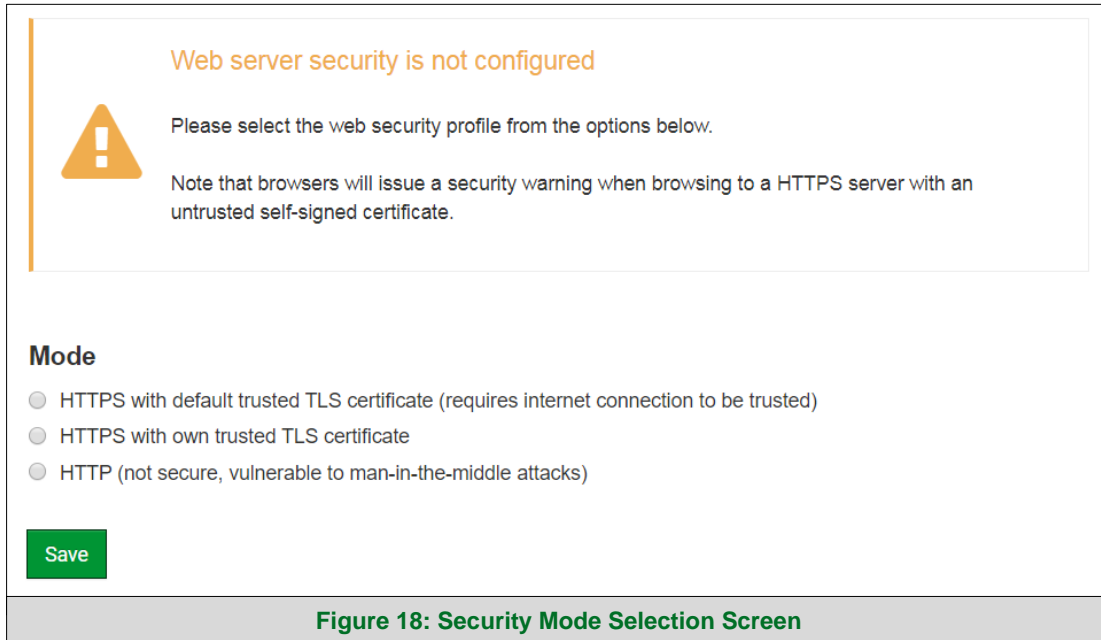 Web server security is not configured
Please select the web security profile from the options below.
Note that browsers will issue a security warning when browsing to a HTTPS server with an
untrusted self-signed certificate.
Mode
HTTPS with default trusted TLS certificate (requires internet connection to be trusted)
HTTPS with own trusted TLS certificate
HTTP (not secure, vulnerable to man-in-the-middle attacks)
Save
Figure 18: Security Mode Selection Screen